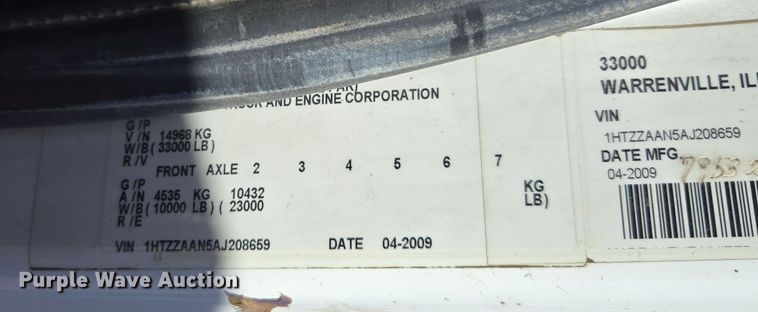 TRUCK AND ENGINE CORPORATION
G/P
V/N 14968 KG
W/B( 33000 LB)
R/V
FRONT AXLE 2 3 4 5 6 7
G/P
A/N 4535 KG 10432 KG
W/B( 10000 LB) ( 23000 LB)
R/E
VIN 1HTZZAAN5AJ208659 DATE 04-2009
33000
WARRENVILLE, IL
VIN
1HTZZAAN5AJ208659
DATE MFG
04-2009
Purple Wave Auction